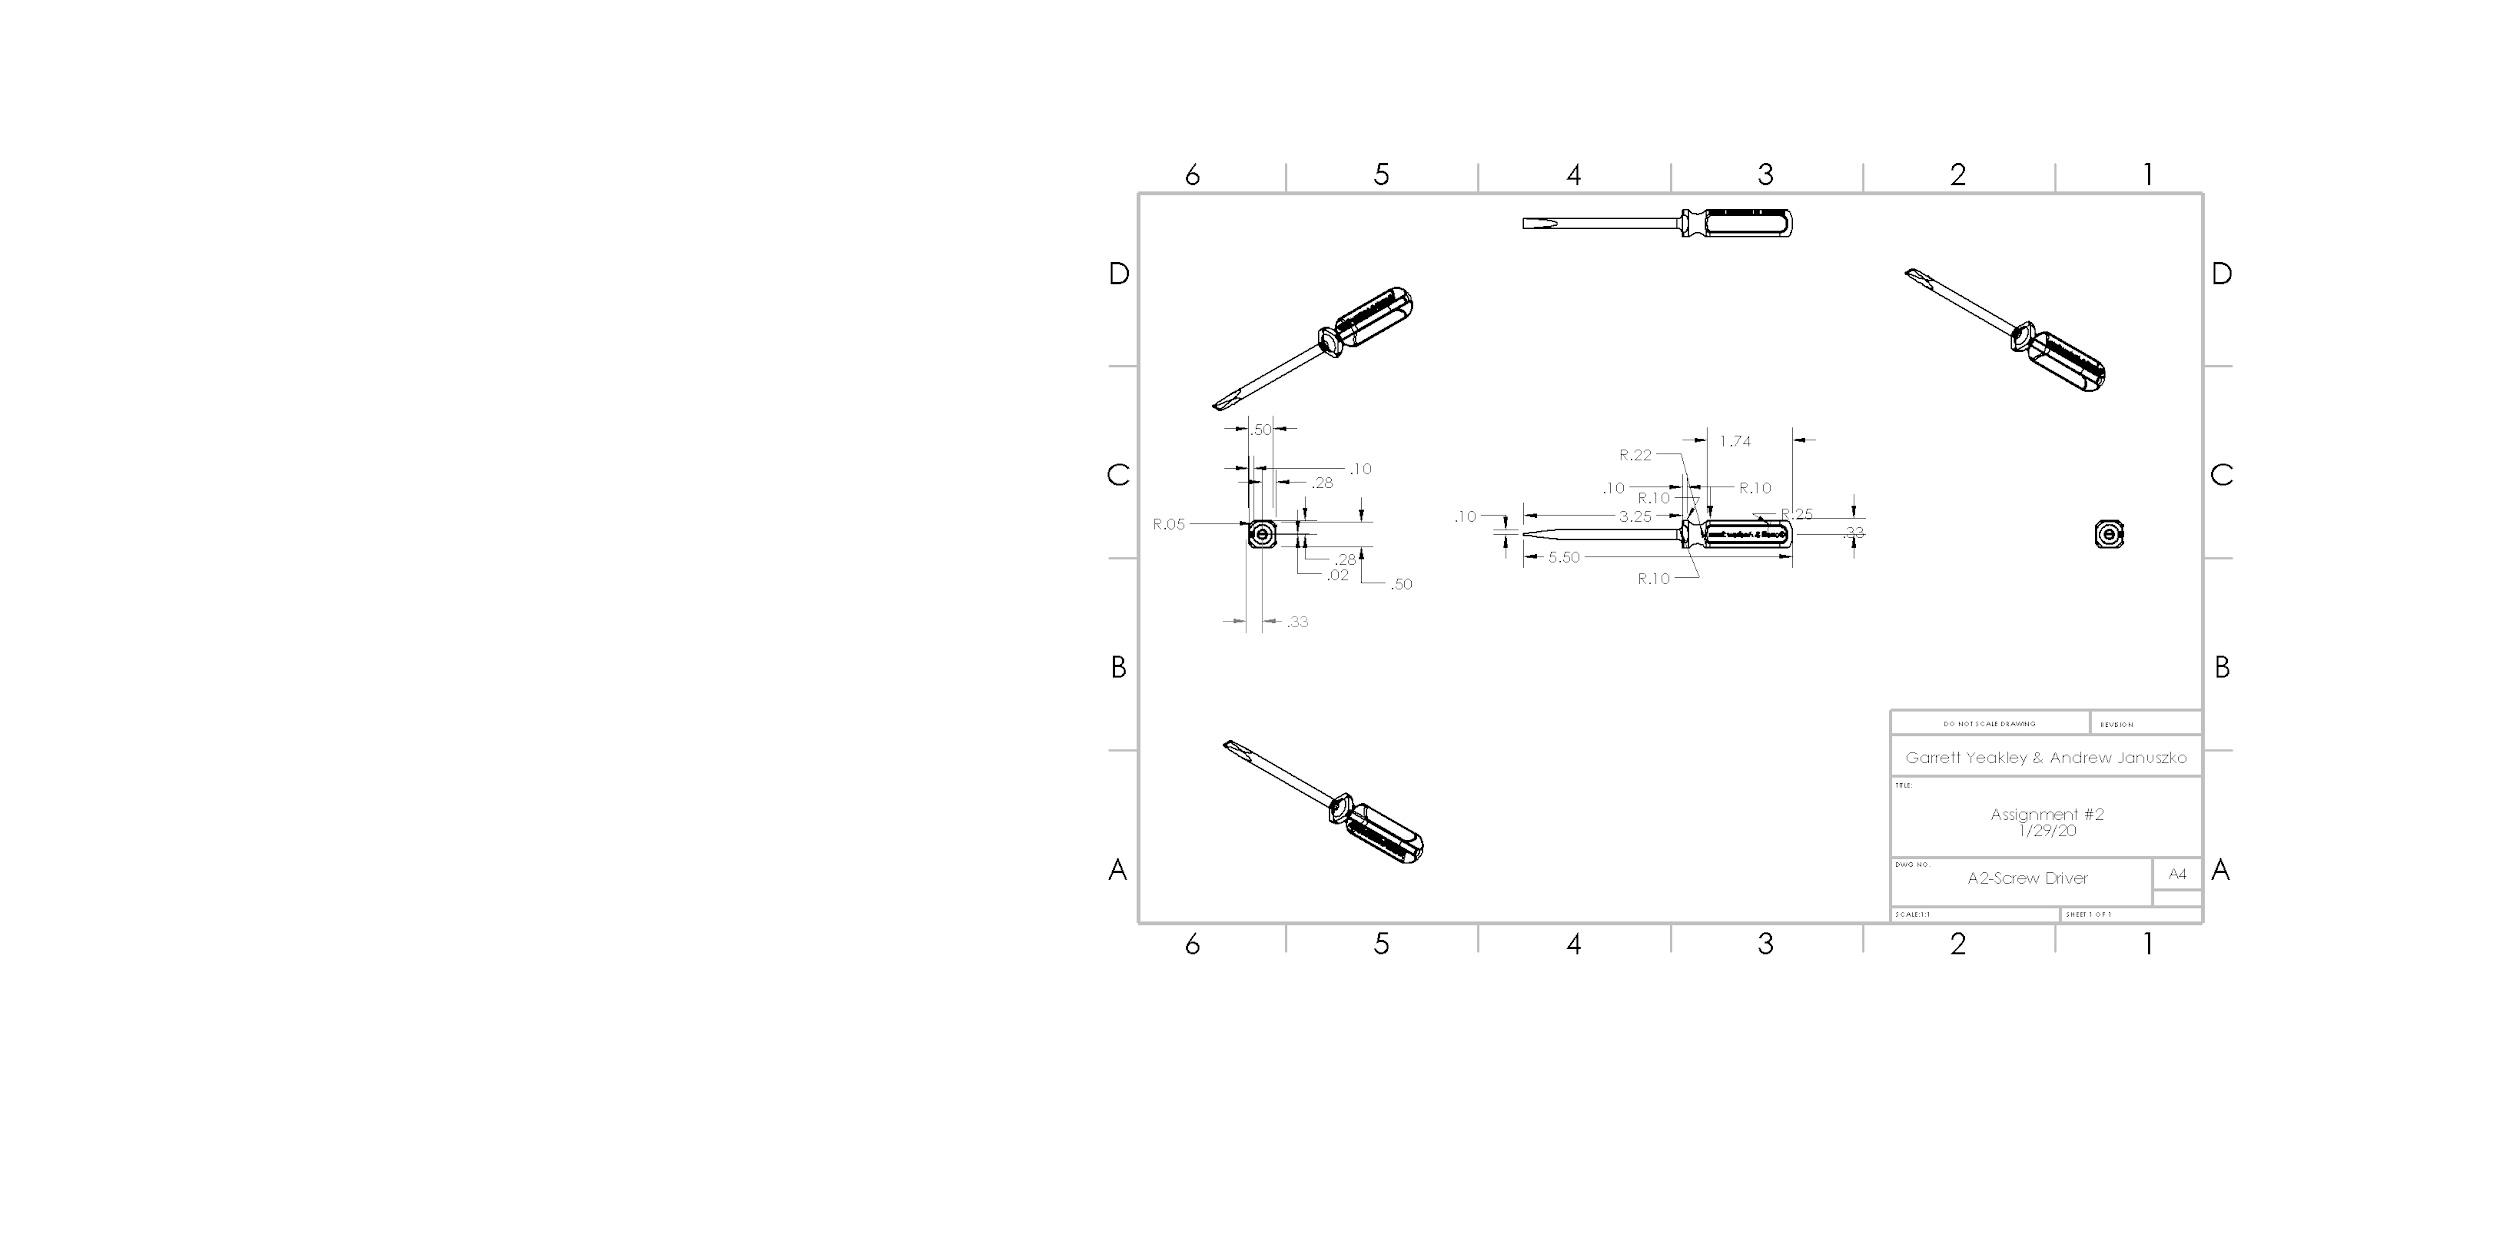 6 5 4 3 2 1
D D
.50
1.74
R.22
.10
.28
C C
.10 R.10
R.10
.10 3.25 R.25
R.05
.33
.28 5.50
.02
.50 R.10
.33
B B
DO NOT SCALE DRAWING REVISION
Garrett Yeakley & Andrew Januszko
TITLE:
Assignment #2
1/29/20
DWG NO.
A2-Screw Driver A4
A A
SCALE:1:1 SHEET 1 OF 1
6 5 4 3 2 1